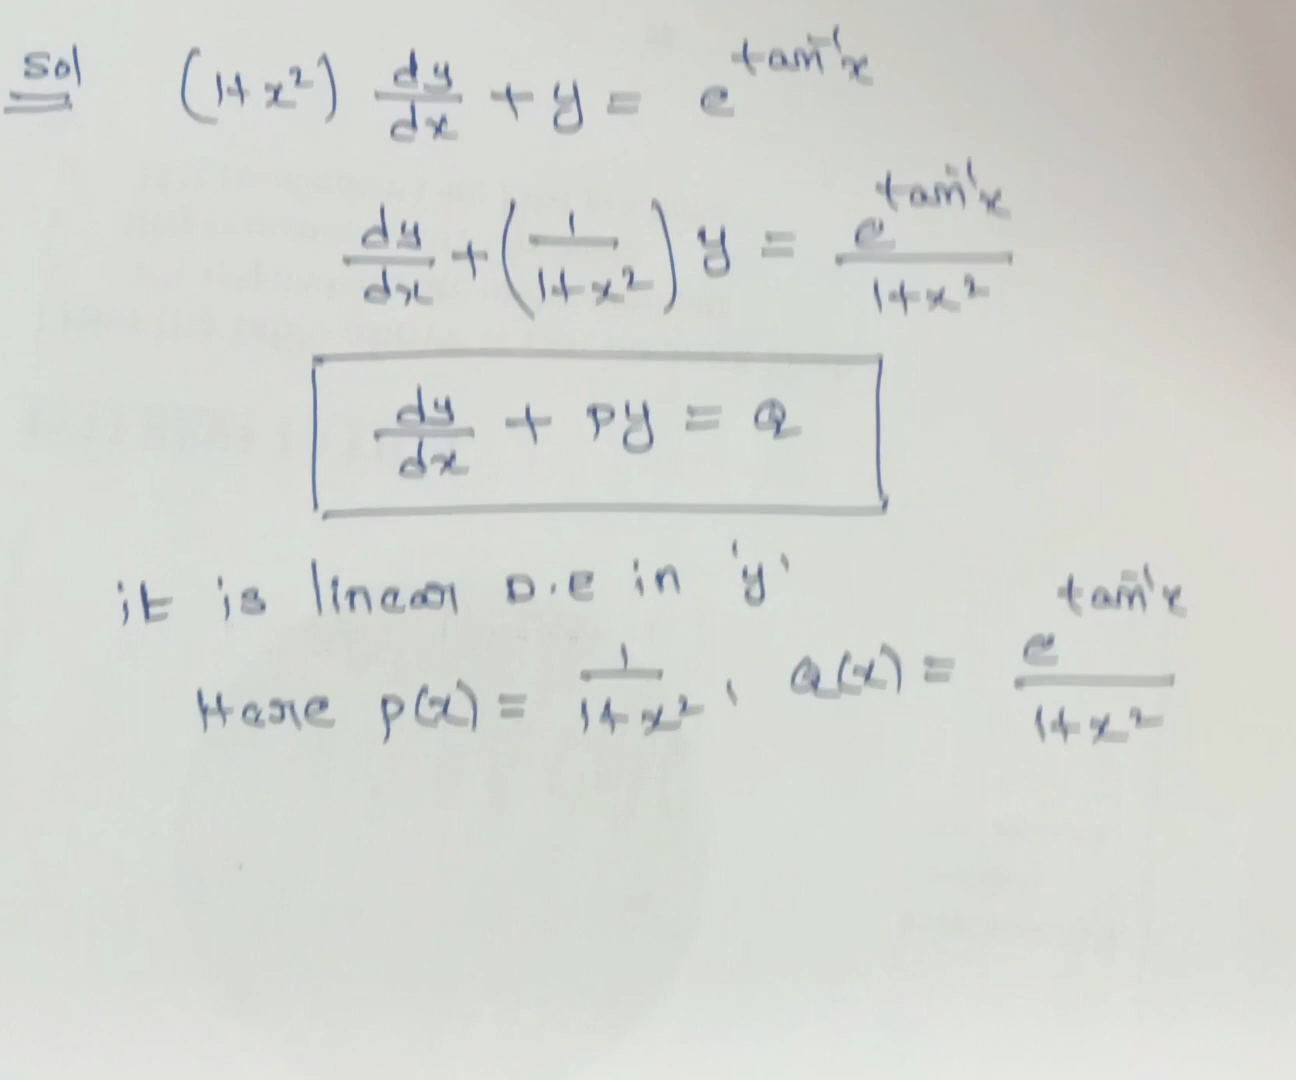 Sol (1+x²) dy/dx + y = e^(tan⁻¹x)
dy/dx + (1/(1+x²)) y = e^(tan⁻¹x)/(1+x²)
dy/dx + Py = Q
it is linear D.E in 'y'
Here p(x) = 1/(1+x²), Q(x) = e^(tan⁻¹x)/(1+x²)